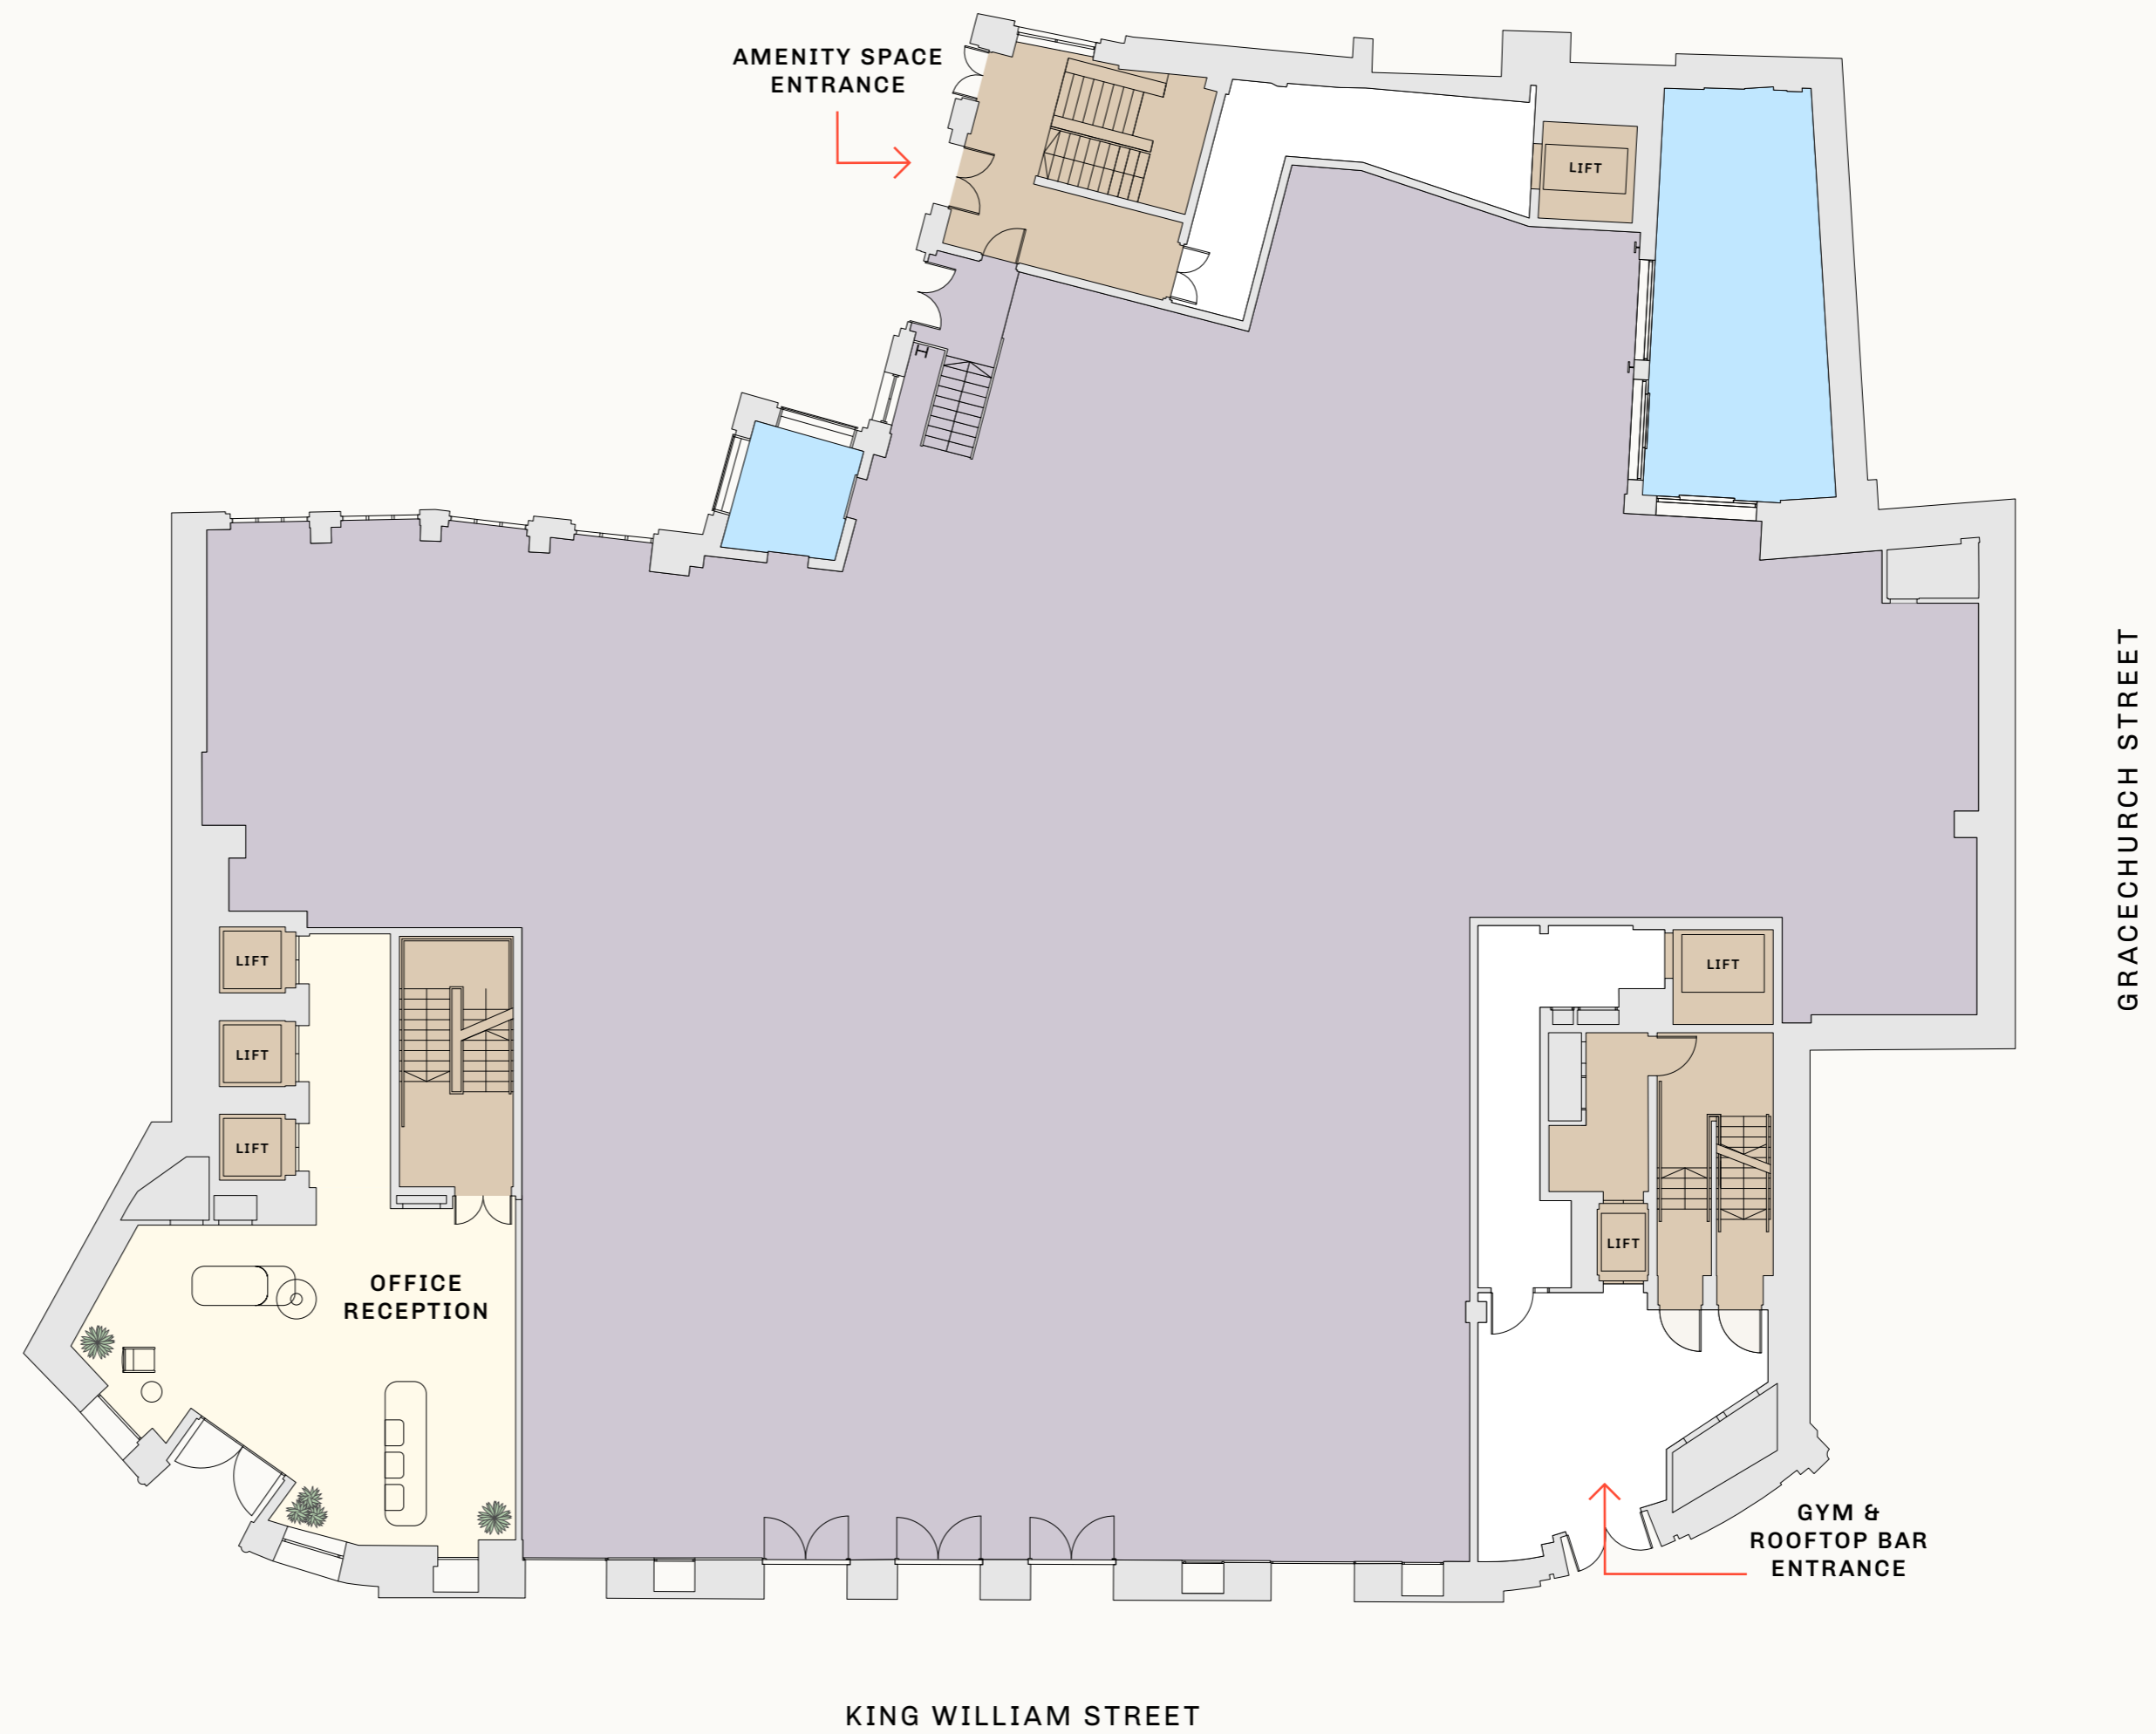 AMENITY SPACE
ENTRANCE
LIFT
GRACECHURCH STREET
LIFT
LIFT
LIFT
LIFT
LIFT
OFFICE
RECEPTION
GYM &
ROOFTOP BAR
ENTRANCE
KING WILLIAM STREET